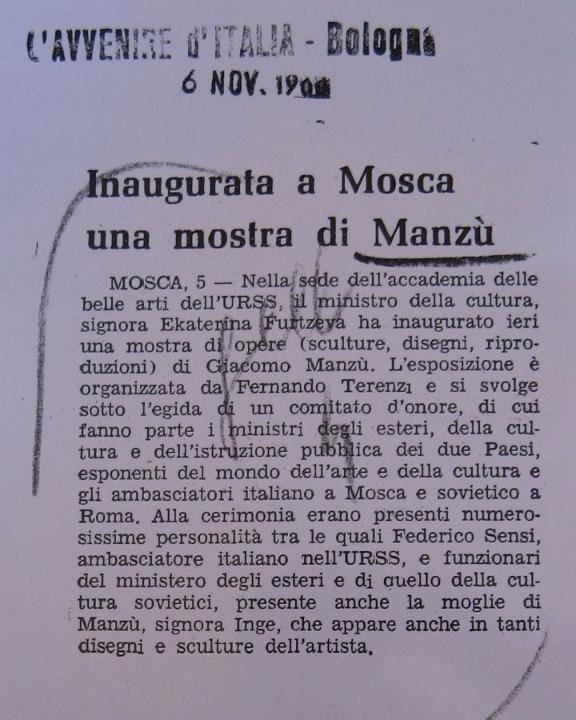 L'AVVENIRE d'ITALIA - Bologna
6 NOV. 19
Inaugurata a Mosca
una mostra di Manzù
MOSCA, 5 — Nella sede dell'accademia delle
belle arti dell'URSS, il ministro della cultura,
signora Ekaterina Furtzeva ha inaugurato ieri
una mostra di opere (sculture, disegni, ripro-
duzioni) di Giacomo Manzù. L'esposizione è
organizzata da Fernando Terenzi e si svolge
sotto l'egida di un comitato d'onore, di cui
fanno parte i ministri degli esteri, della cul-
tura e dell'istruzione pubblica dei due Paesi,
esponenti del mondo dell'arte e della cultura e
gli ambasciatori italiano a Mosca e sovietico a
Roma. Alla cerimonia erano presenti numero-
sissime personalità tra le quali Federico Sensi,
ambasciatore italiano nell'URSS, e funzionari
del ministero degli esteri e di quello della cul-
tura sovietici, presente anche la moglie di
Manzù, signora Inge, che appare anche in tanti
disegni e sculture dell'artista.